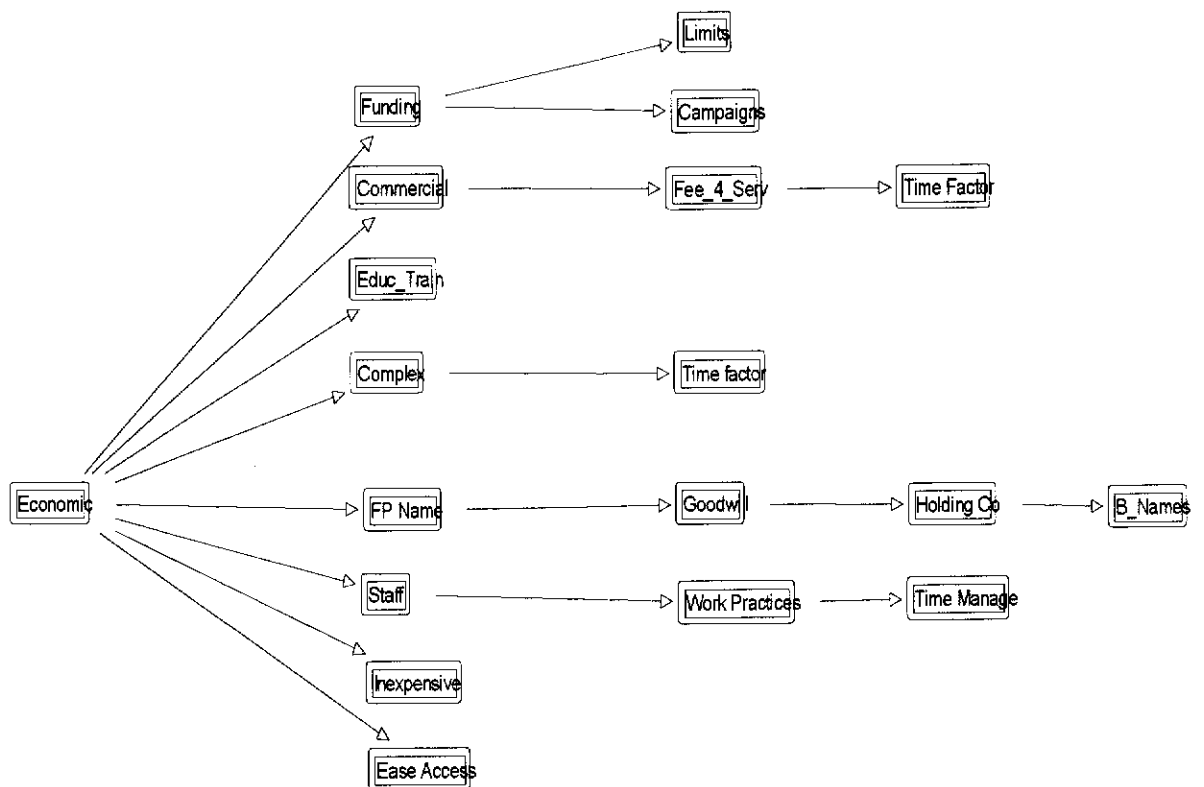 Limits
Funding
Campaigns
Commercial
Fee_4_Serv
Time Factor
Educ_Train
Complex
Time factor
Economic
FP Name
Goodwill
Holding Co
B_Names
Staff
Work Practices
Time Manage
Inexpensive
Ease Access